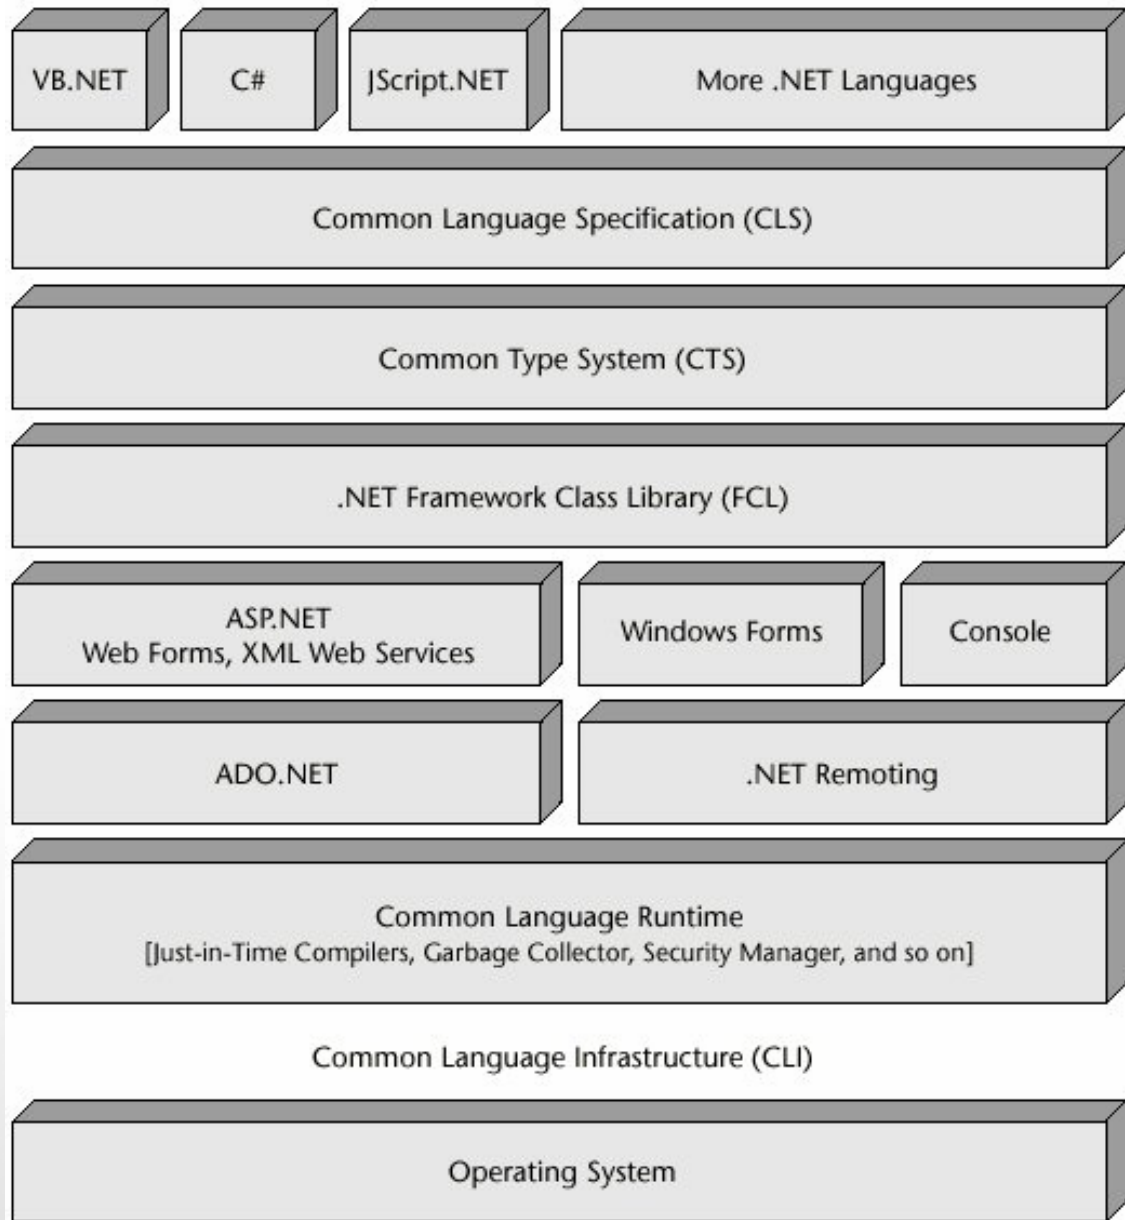 VB.NET
C#
JScript.NET
More .NET Languages
Common Language Specification (CLS)
Common Type System (CTS)
.NET Framework Class Library (FCL)
ASP.NET
Web Forms, XML Web Services
Windows Forms
Console
ADO.NET
.NET Remoting
Common Language Runtime
[Just-in-Time Compilers, Garbage Collector, Security Manager, and so on]
Common Language Infrastructure (CLI)
Operating System